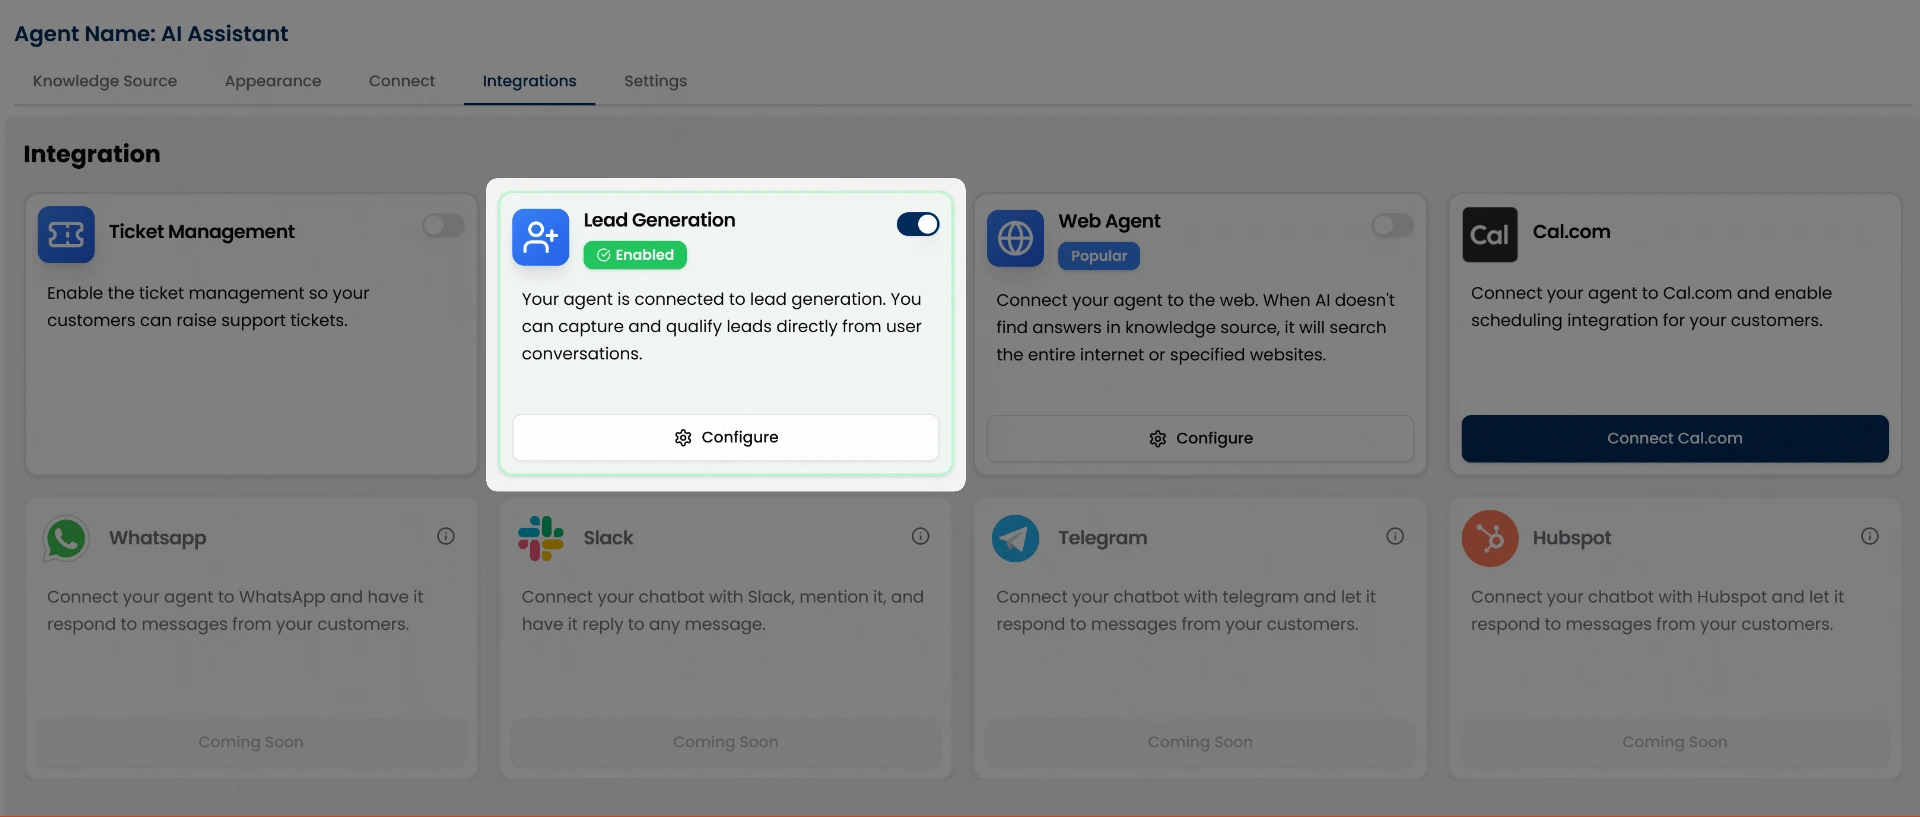 Agent Name: AI Assistant
Knowledge Source
Appearance
Connect
Integrations
Settings
Integration
Ticket Management
Enable the ticket management so your
customers can raise support tickets.
Lead Generation
Enabled
Your agent is connected to lead generation. You
can capture and qualify leads directly from user
conversations.
Configure
Web Agent
Popular
Connect your agent to the web. When AI doesn't
find answers in knowledge source, it will search
the entire internet or specified websites.
Configure
Cal
Cal.com
Connect your agent to Cal.com and enable
scheduling integration for your customers.
Connect Cal.com
Whatsapp
Connect your agent to WhatsApp and have it
respond to messages from your customers.
Coming Soon
Slack
Connect your chatbot with Slack, mention it, and
have it reply to any message.
Coming Soon
Telegram
Connect your chatbot with telegram and let it
respond to messages from your customers.
Coming Soon
Hubspot
Connect your chatbot with Hubspot and let it
respond to messages from your customers.
Coming Soon